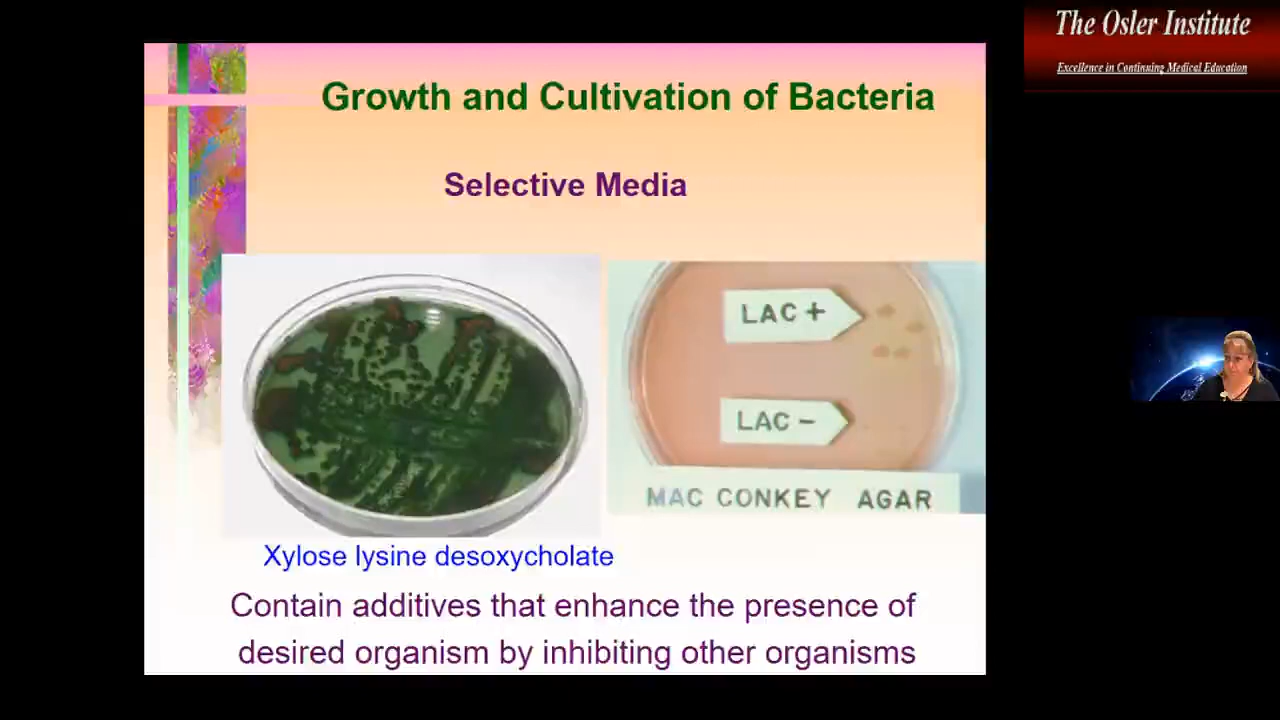 The Osler Institute
Excellence in Continuing Medical Education
Growth and Cultivation of Bacteria
Selective Media
LAC +
LAC -
MAC CONKEY AGAR
Xylose lysine desoxycholate
Contain additives that enhance the presence of
desired organism by inhibiting other organisms